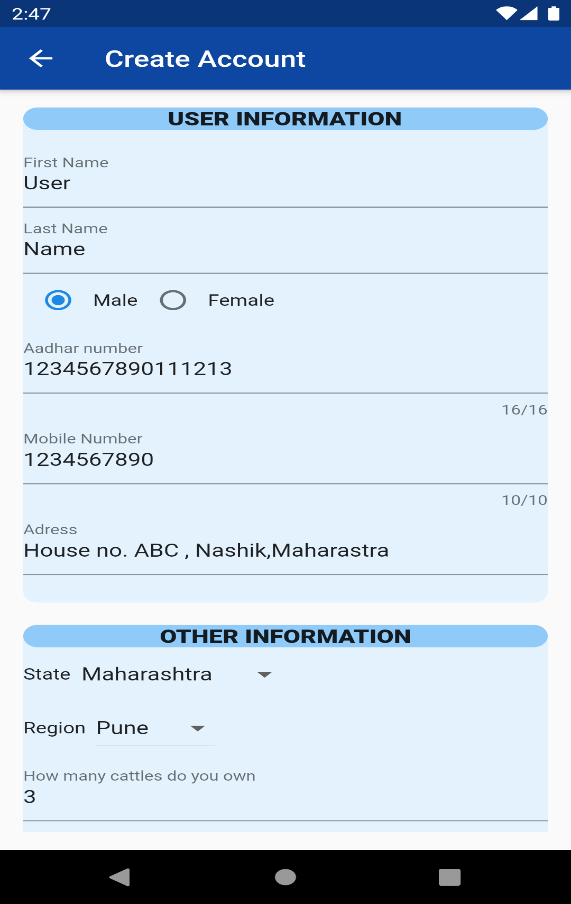 2:47
Create Account
USER INFORMATION
First Name
User
Last Name
Name
Male Female
Aadhar number
1234567890111213
16/16
Mobile Number
1234567890
10/10
Adress
House no. ABC , Nashik,Maharastra
OTHER INFORMATION
State Maharashtra
Region Pune
How many cattles do you own
3